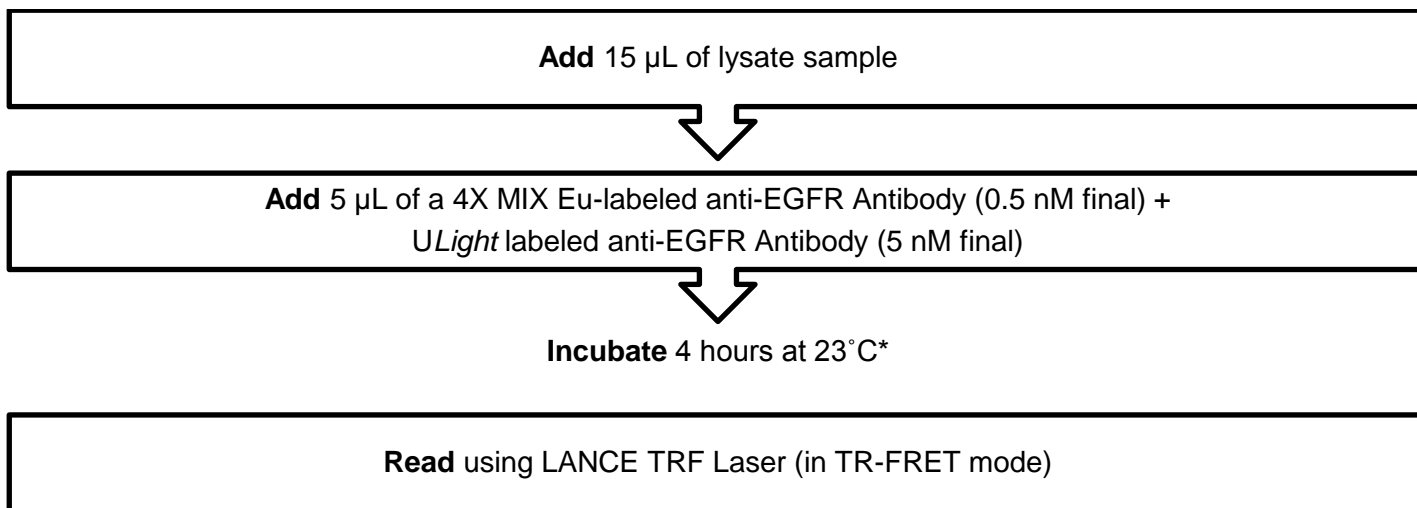 Add 15 µL of lysate sample
Add 5 µL of a 4X MIX Eu-labeled anti-EGFR Antibody (0.5 nM final) +
ULight labeled anti-EGFR Antibody (5 nM final)
Incubate 4 hours at 23˚C*
Read using LANCE TRF Laser (in TR-FRET mode)